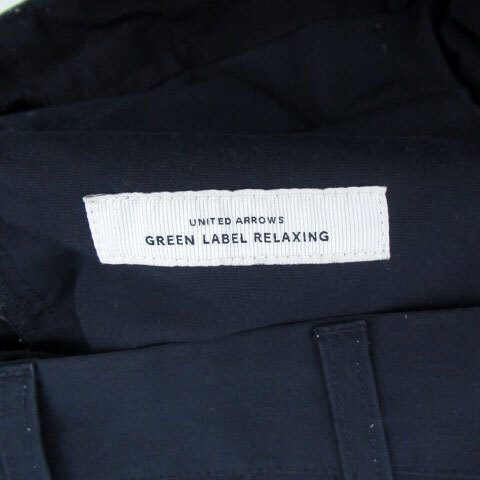 UNITED ARROWS
GREEN LABEL RELAXING